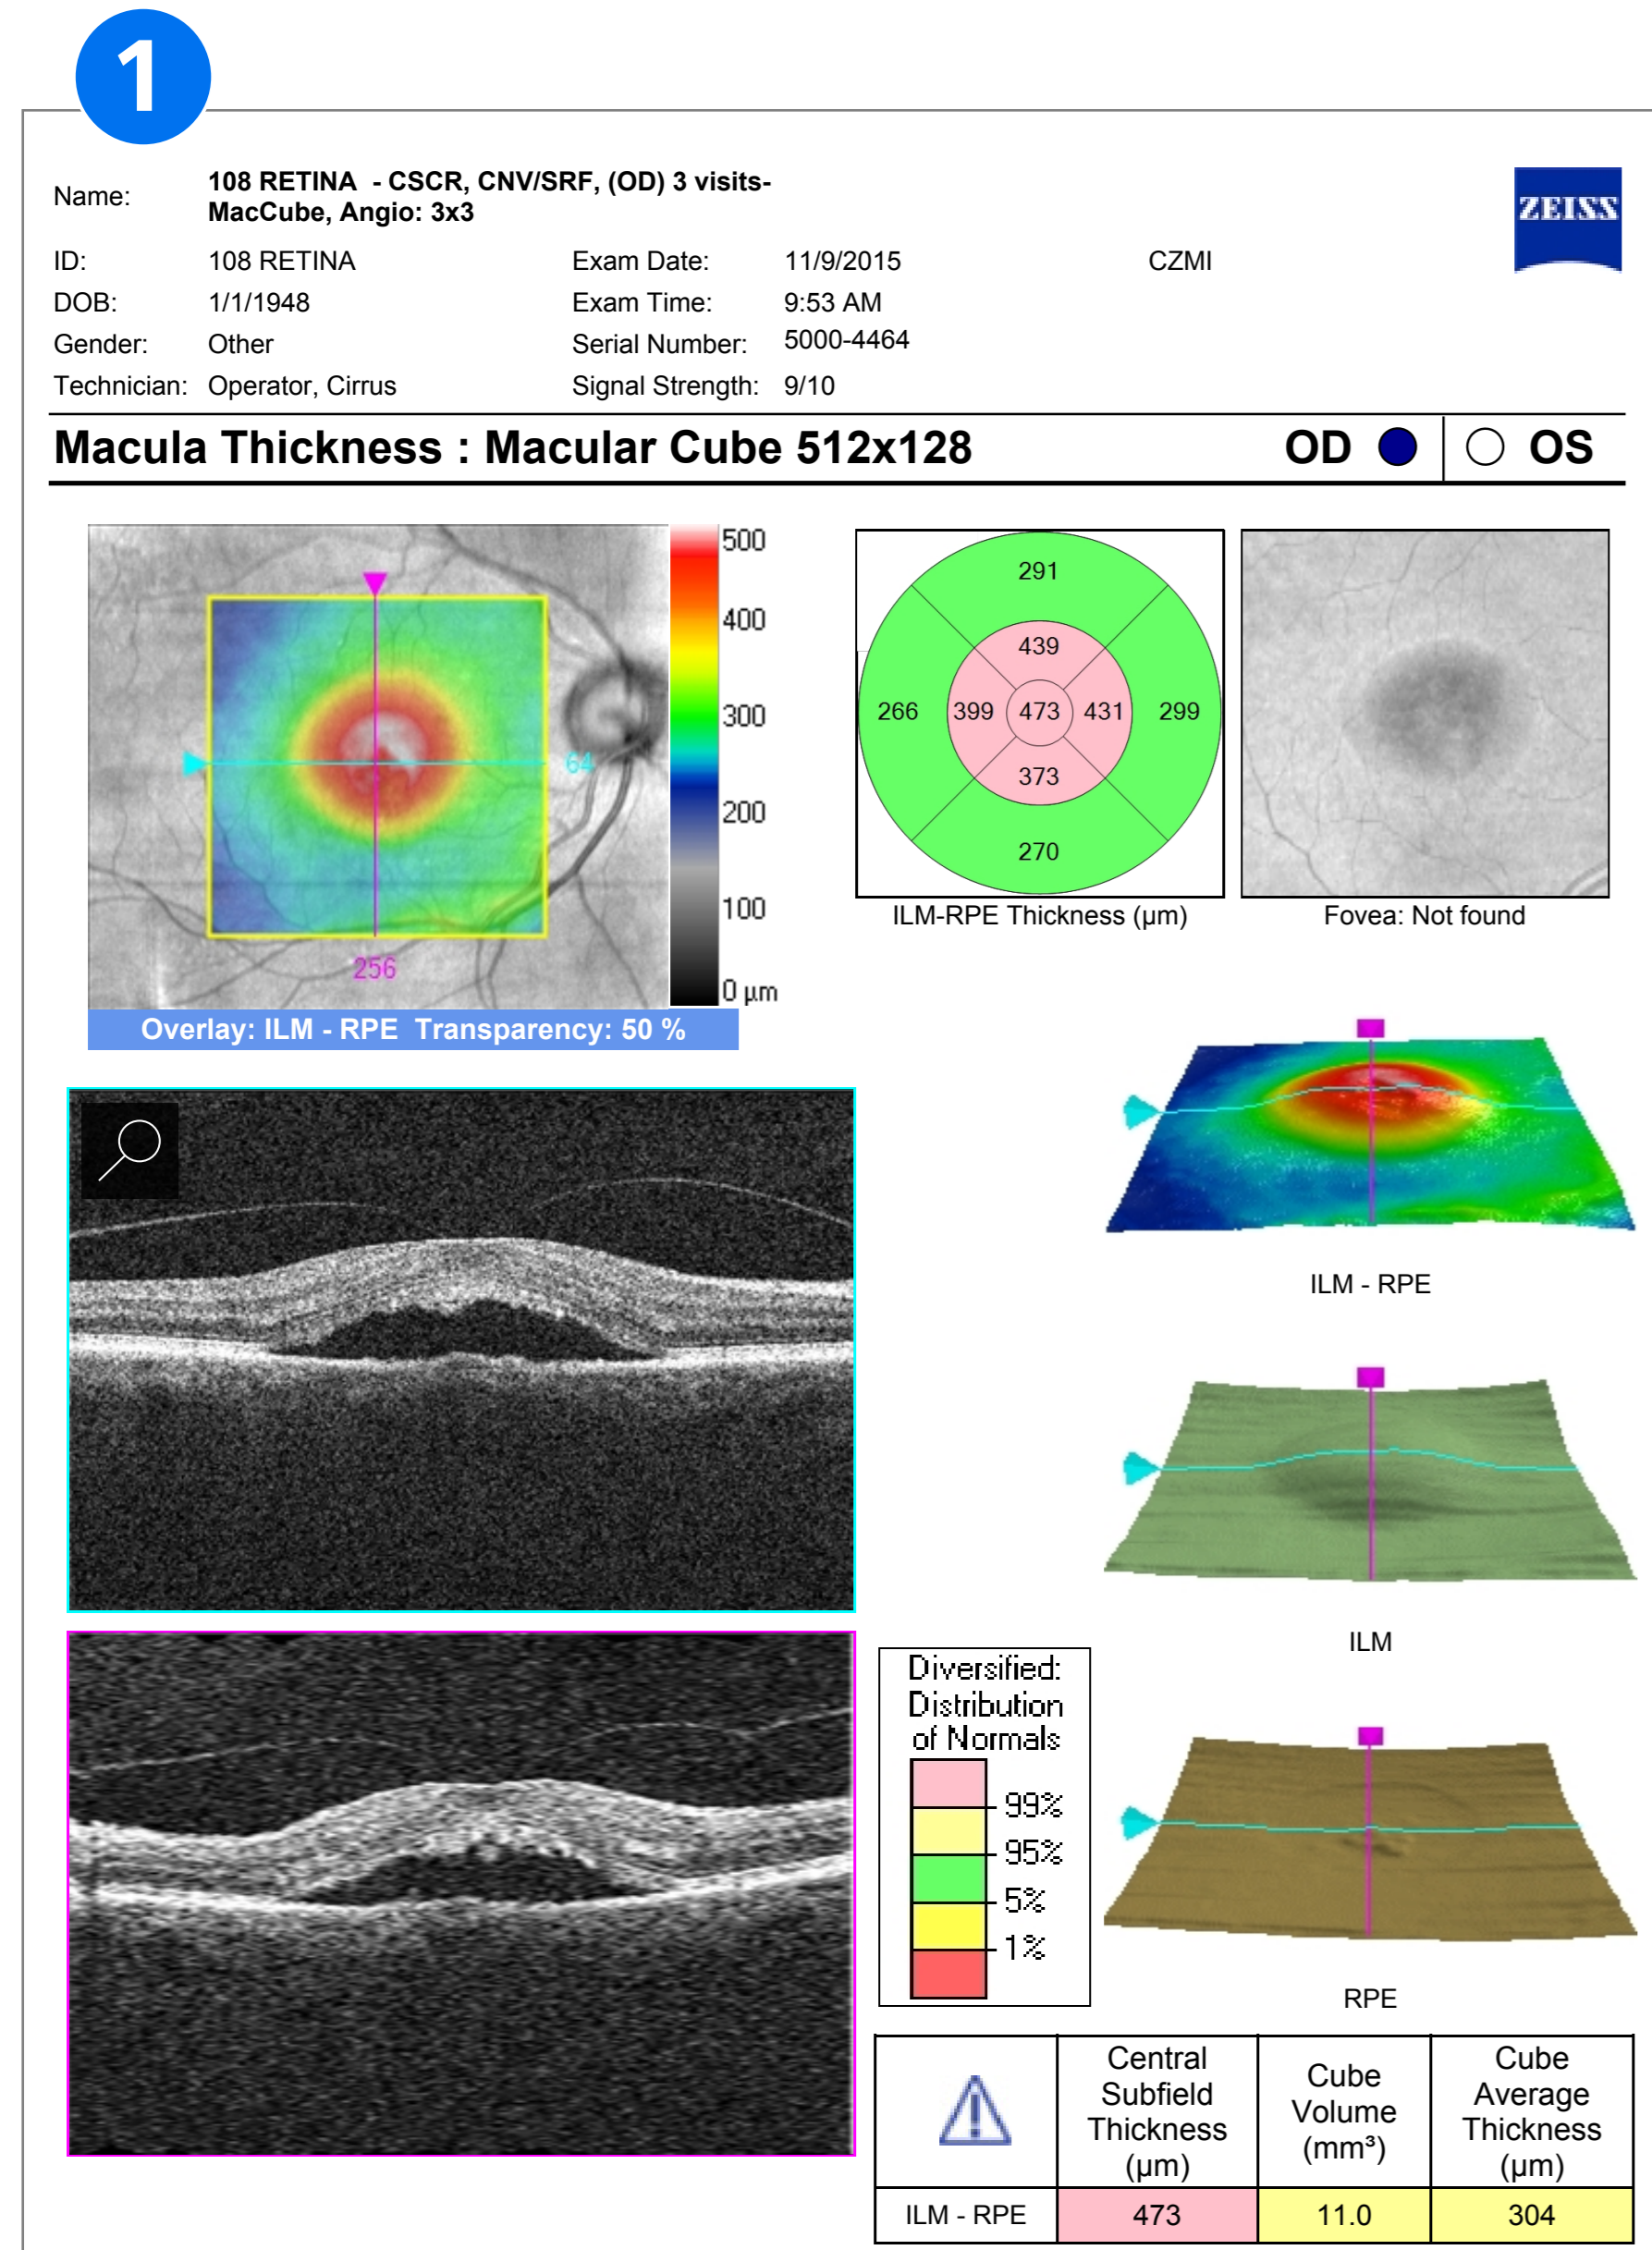 1
Name: 108 RETINA - CSCR, CNV/SRF, (OD) 3 visits-
MacCube, Angio: 3x3
ZEISS
ID: 108 RETINA Exam Date: 11/9/2015 CZMI
DOB: 1/1/1948 Exam Time: 9:53 AM
Gender: Other Serial Number: 5000-4464
Technician: Operator, Cirrus Signal Strength: 9/10
Macula Thickness : Macular Cube 512x128 OD OS
500
400
300
200
100
0 µm
64
256
Overlay: ILM - RPE Transparency: 50 %
291
439
266 399 473 431 299
373
270
ILM-RPE Thickness (µm)
Fovea: Not found
ILM - RPE
ILM
RPE
Diversified:
Distribution
of Normals
99%
95%
5%
1%
Central
Subfield
Thickness
(µm)
Cube
Volume
(mm³)
Cube
Average
Thickness
(µm)
ILM - RPE 473 11.0 304